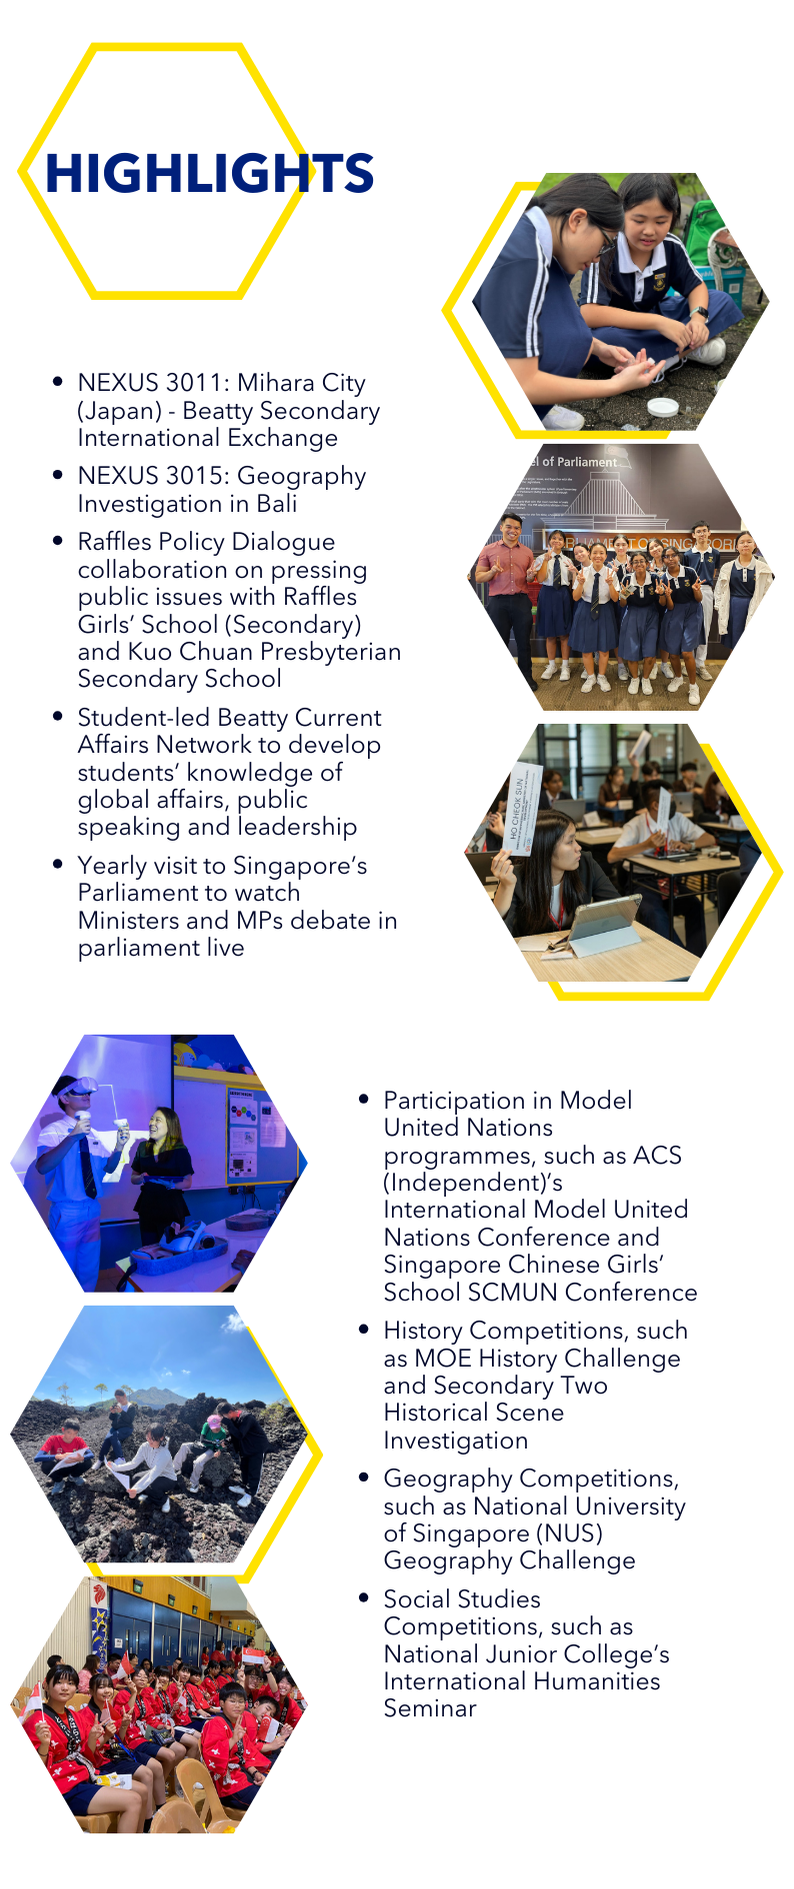 HIGHLIGHTS
• NEXUS 3011: Mihara City
(Japan) - Beatty Secondary
International Exchange
• NEXUS 3015: Geography
Investigation in Bali
• Raffles Policy Dialogue
collaboration on pressing
public issues with Raffles
Girls’ School (Secondary)
and Kuo Chuan Presbyterian
Secondary School
• Student-led Beatty Current
Affairs Network to develop
students’ knowledge of
global affairs, public
speaking and leadership
• Yearly visit to Singapore’s
Parliament to watch
Ministers and MPs debate in
parliament live
of Parliament
HO CHEOK SUN
• Participation in Model
United Nations
programmes, such as ACS
(Independent)’s
International Model United
Nations Conference and
Singapore Chinese Girls’
School SCMUN Conference
• History Competitions, such
as MOE History Challenge
and Secondary Two
Historical Scene
Investigation
• Geography Competitions,
such as National University
of Singapore (NUS)
Geography Challenge
• Social Studies
Competitions, such as
National Junior College’s
International Humanities
Seminar